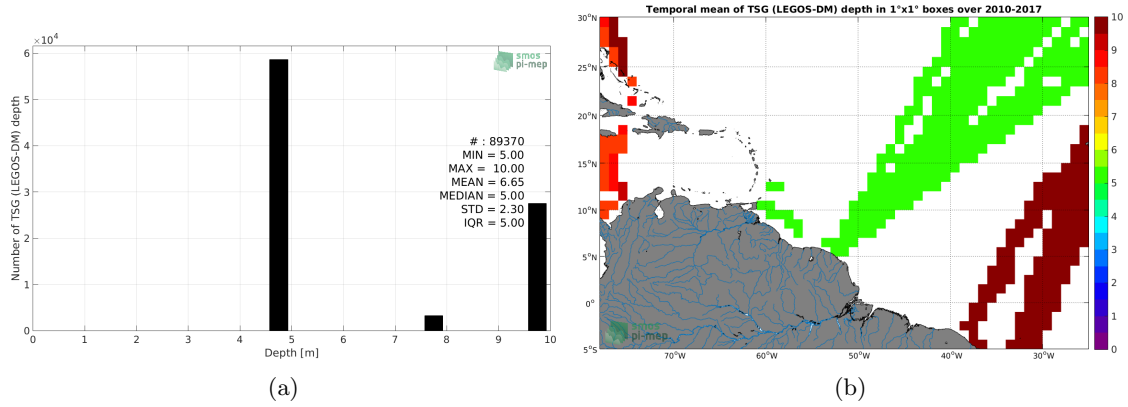 Temporal mean of TSG (LEGOS-DM) depth in 1°x1° boxes over 2010-2017
×10⁴
6
5
4
3
2
1
0
Number of TSG (LEGOS-DM) depth
smos
pi-mep
# : 89370
MIN = 5.00
MAX = 10.00
MEAN = 6.65
MEDIAN = 5.00
STD = 2.30
IQR = 5.00
0 1 2 3 4 5 6 7 8 9 10
Depth [m]
(a)
30°N
25°N
20°N
15°N
10°N
5°N
0°
5°S
70°W 60°W 50°W 40°W 30°W
smos
pi-mep
10
9
8
7
6
5
4
3
2
1
0
(b)